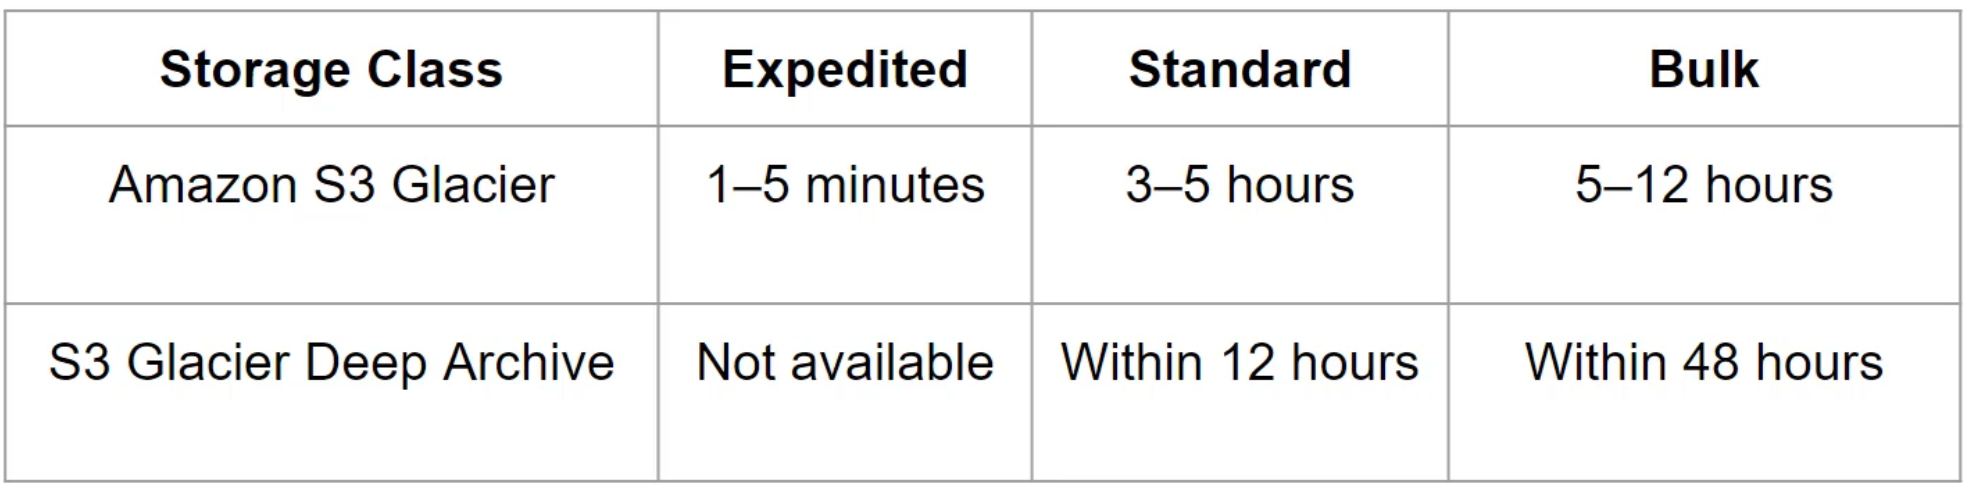 Storage Class Expedited Standard Bulk
Amazon S3 Glacier 1–5 minutes 3–5 hours 5–12 hours
S3 Glacier Deep Archive Not available Within 12 hours Within 48 hours